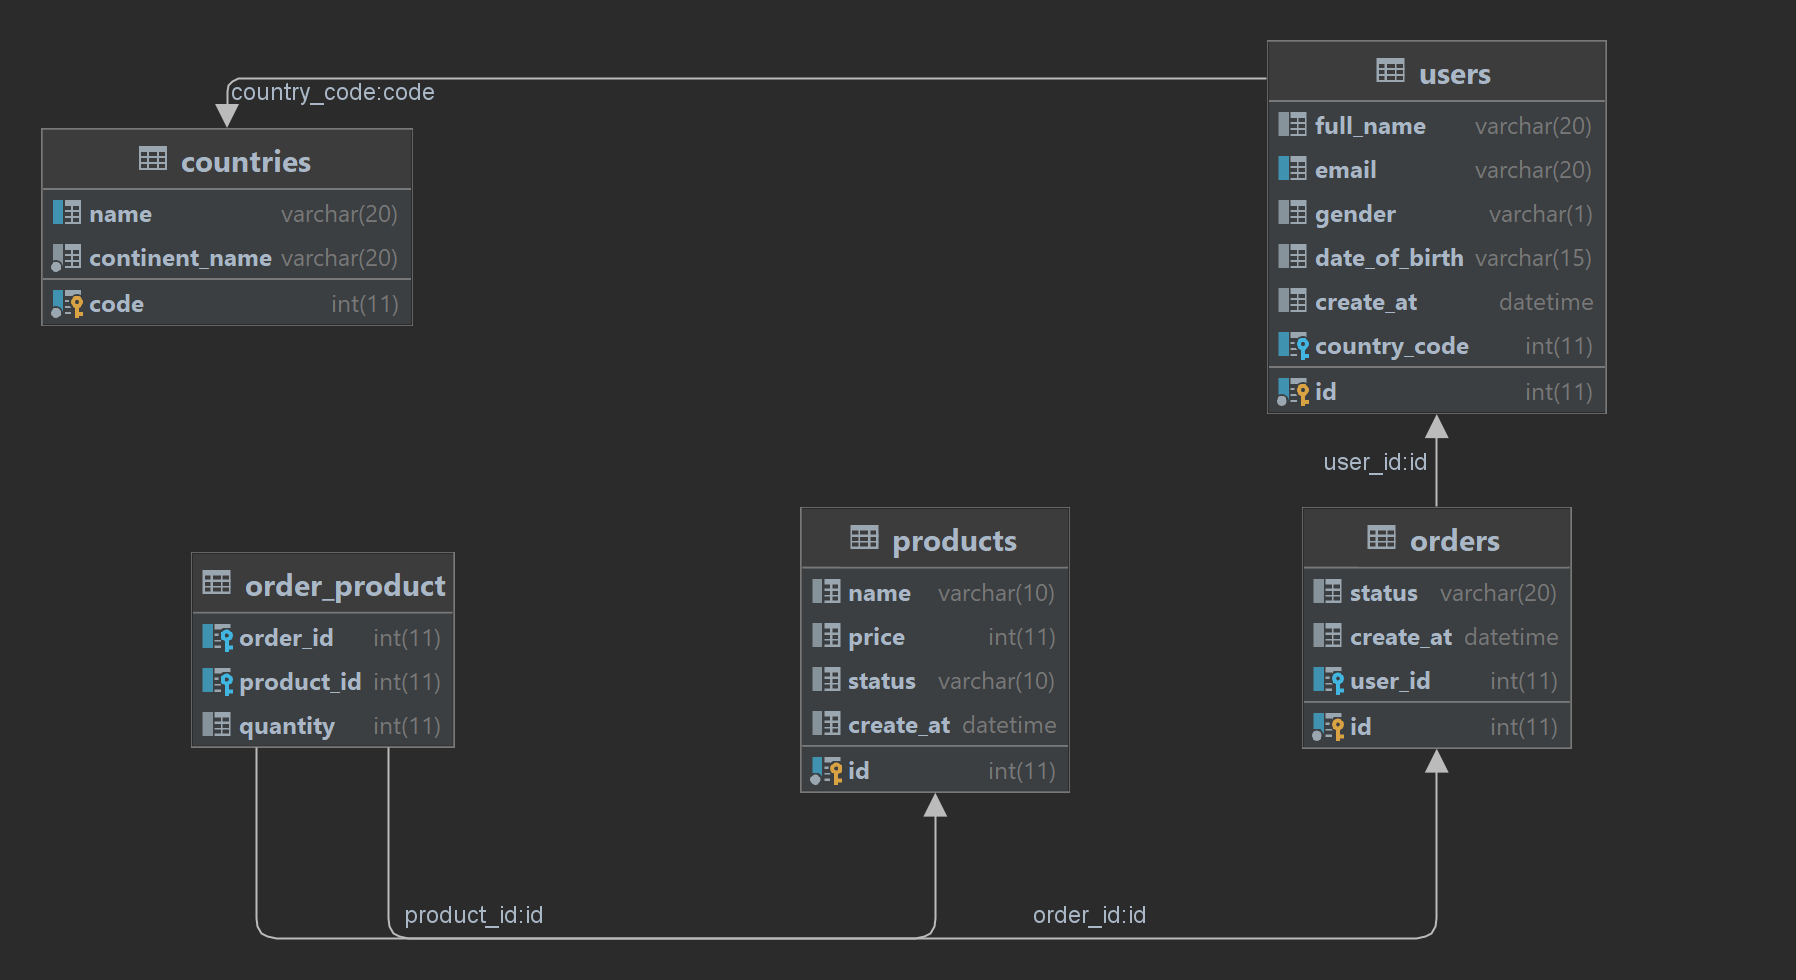 users
full_name varchar(20)
email varchar(20)
gender varchar(1)
date_of_birth varchar(15)
create_at datetime
country_code int(11)
id int(11)
country_code:code
countries
name varchar(20)
continent_name varchar(20)
code int(11)
user_id:id
order_product
order_id int(11)
product_id int(11)
quantity int(11)
products
name varchar(10)
price int(11)
status varchar(10)
create_at datetime
id int(11)
orders
status varchar(20)
create_at datetime
user_id int(11)
id int(11)
product_id:id
order_id:id